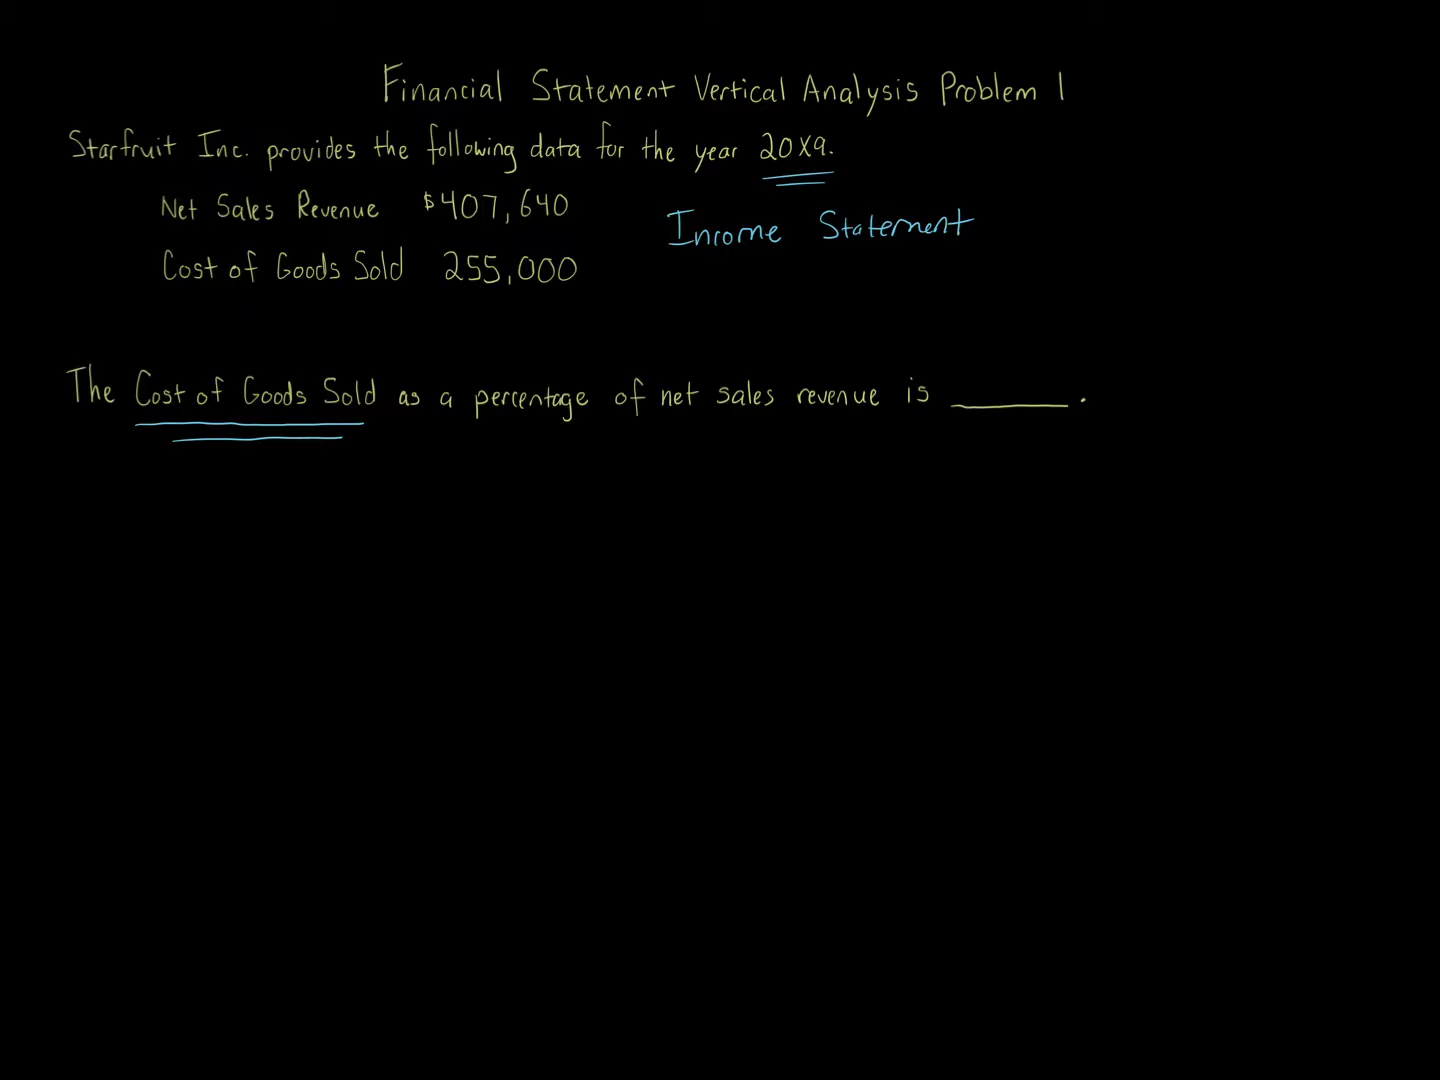 Financial Statement Vertical Analysis Problem 1
Starfruit Inc. provides the following data for the year 20X9.
Net Sales Revenue $407,640
Income Statement
Cost of Goods Sold 255,000
The Cost of Goods Sold as a percentage of net sales revenue is ______.